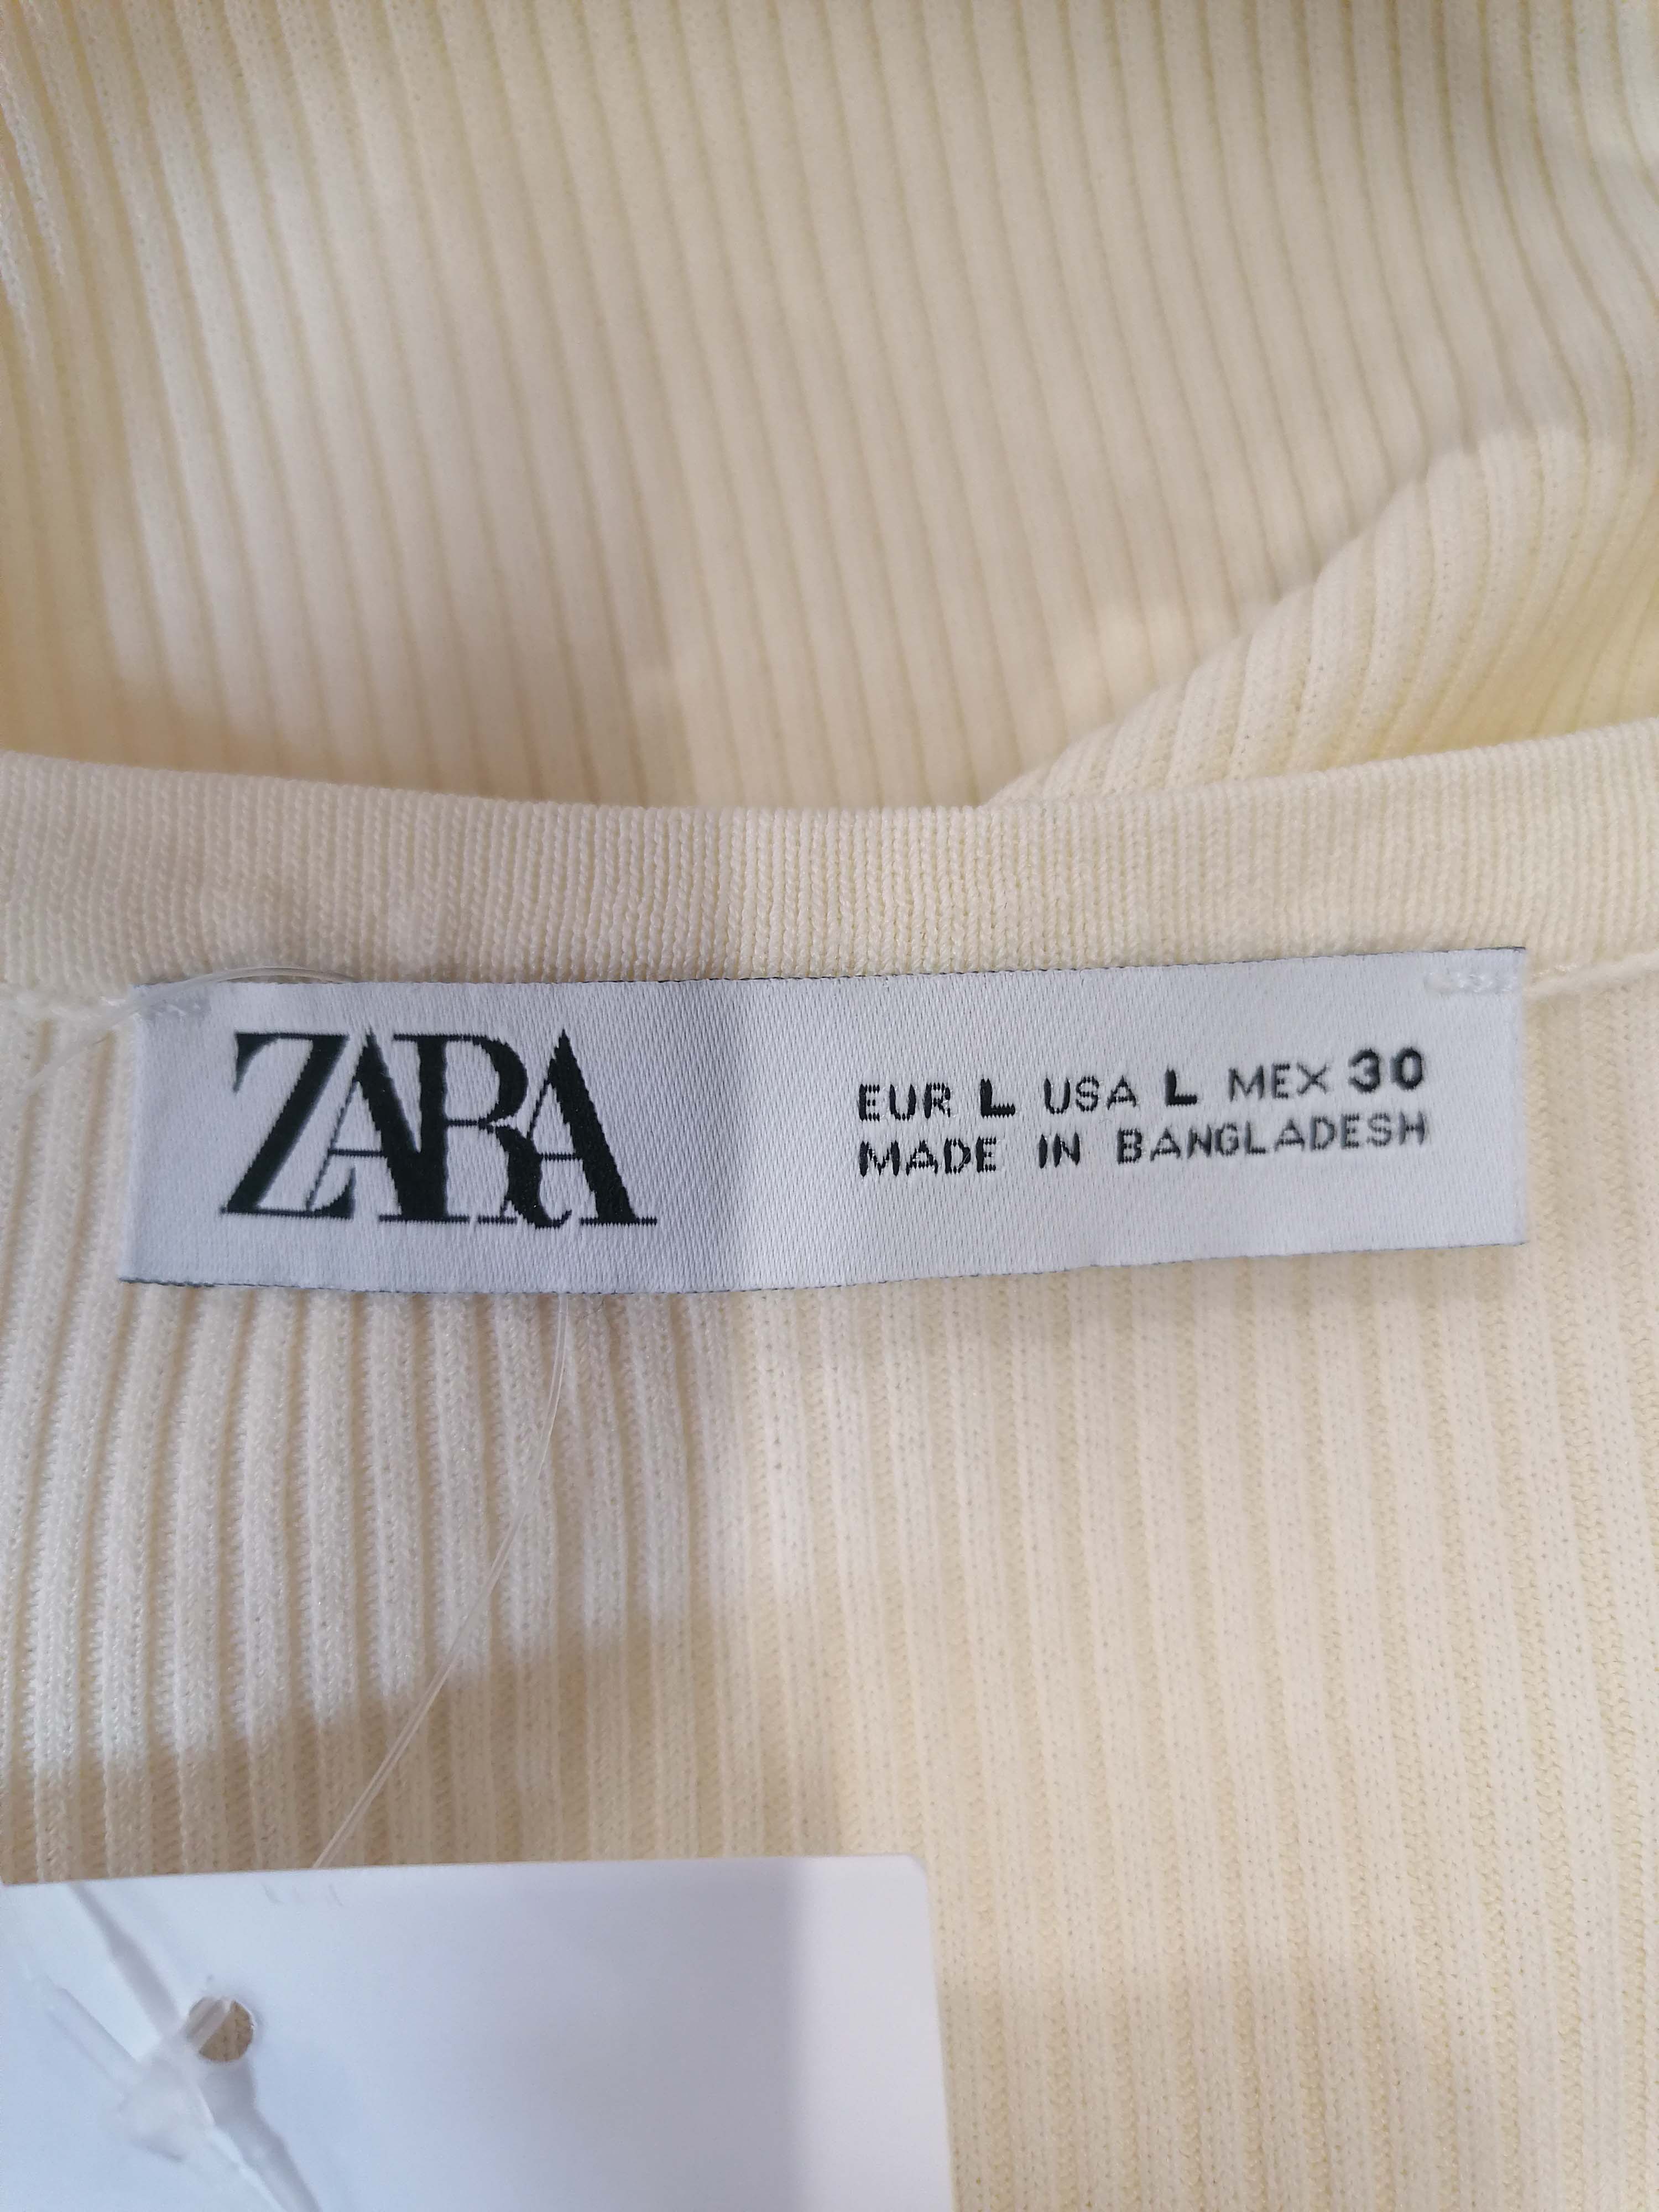 ZARA
EUR L USA L MEX 30
MADE IN BANGLADESH